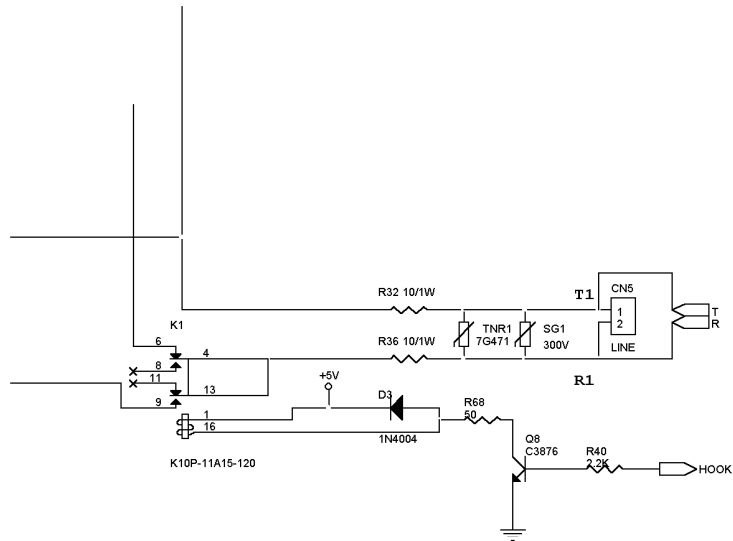 R32 10/1W
T1
CN5
1
2
T
R
K1
TNR1
7G471
SG1
300V
6
4
R36 10/1W
LINE
8
11
+5V
R1
13
D3
R68
50
9
1
16
1N4004
Q8
C3876
R40
2.2K
HOOK
K10P-11A15-120